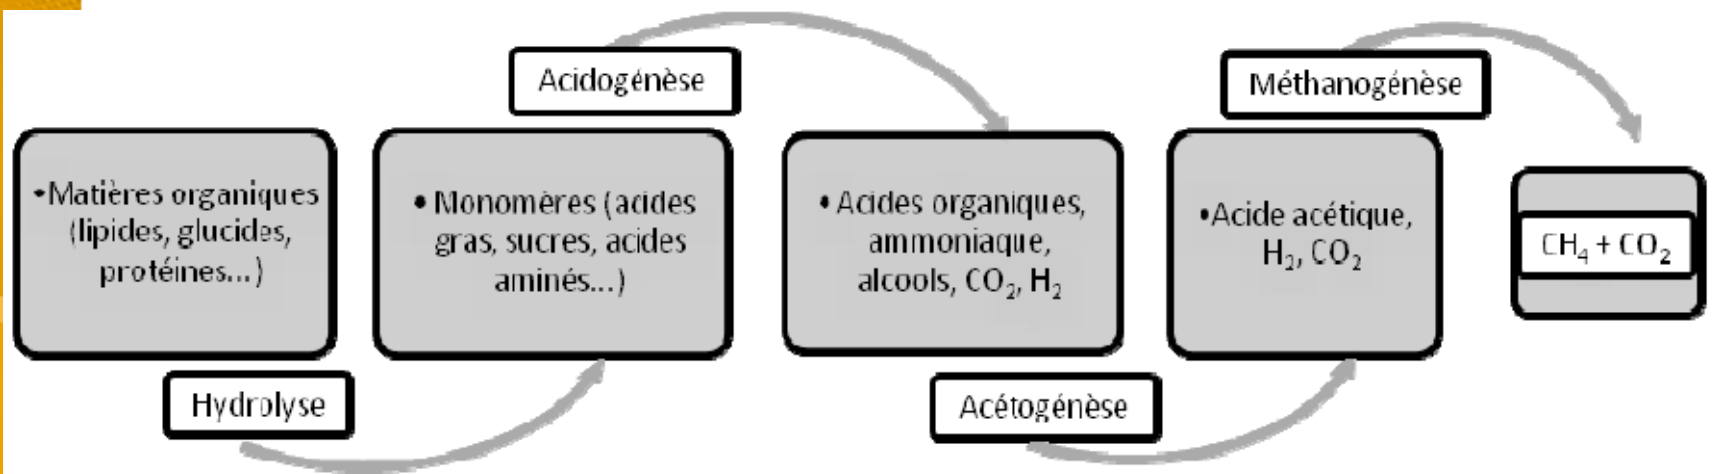 Acidogénèse
Méthanogénèse
•Matières organiques
(lipides, glucides,
protéines...)
• Monomères (acides
gras, sucres, acides
aminés...)
•Acides organiques,
ammoniaque,
alcools, CO₂, H₂
•Acide acétique,
H₂, CO₂
CH₄ + CO₂
Hydrolyse
Acétogénèse